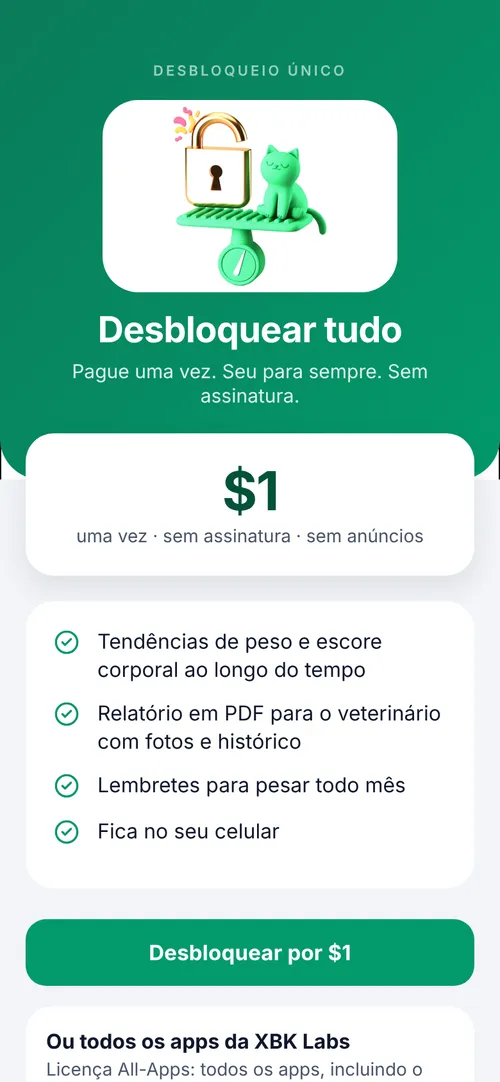 DESBLOQUEIO ÚNICO
Desbloquear tudo
Pague uma vez. Seu para sempre. Sem
assinatura.
$1
uma vez · sem assinatura · sem anúncios
Tendências de peso e escore
corporal ao longo do tempo
Relatório em PDF para o veterinário
com fotos e histórico
Lembretes para pesar todo mês
Fica no seu celular
Desbloquear por $1
Ou todos os apps da XBK Labs
Licença All-Apps: todos os apps, incluindo o